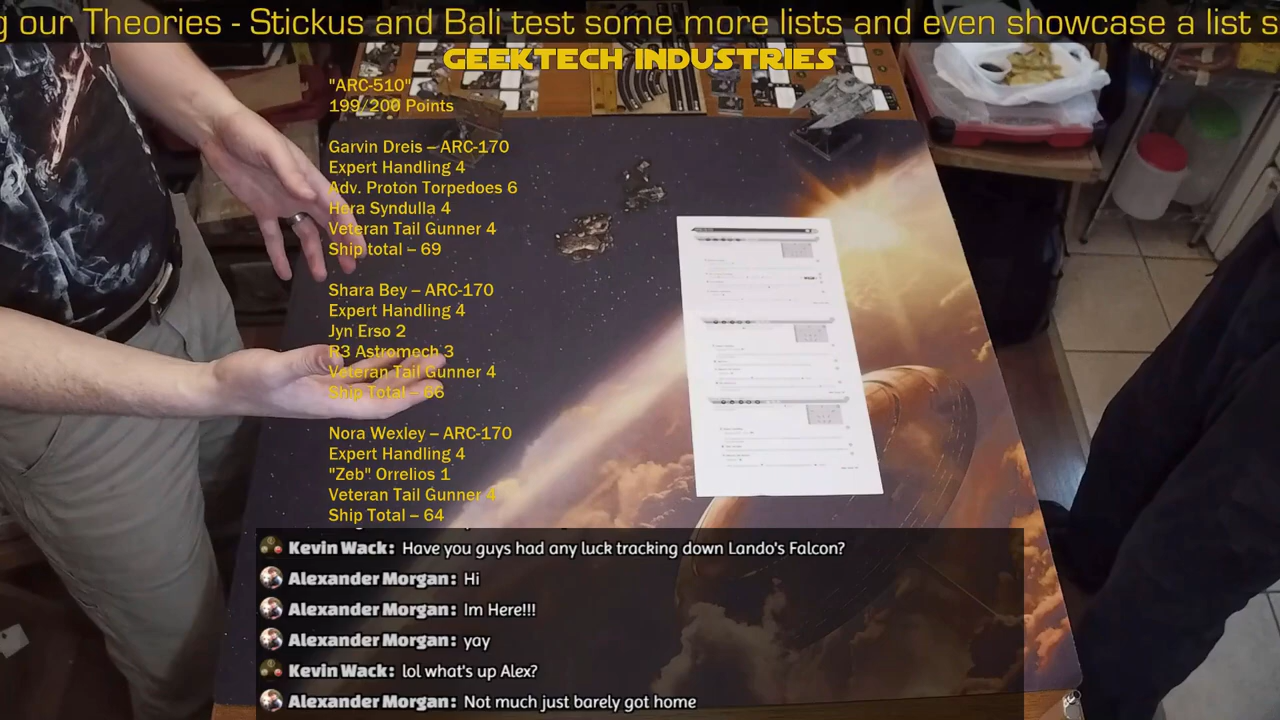 g our Theories - Stickus and Bali test some more lists and even showcase a list s
GEEKTECH INDUSTRIES
"ARC-510"
199/200 Points
Garvin Dreis – ARC-170
Expert Handling 4
Adv. Proton Torpedoes 6
Hera Syndulla 4
Veteran Tail Gunner 4
Ship total – 69
Shara Bey – ARC-170
Expert Handling 4
Jyn Erso 2
R3 Astromech 3
Veteran Tail Gunner 4
Ship Total – 66
Nora Wexley – ARC-170
Expert Handling 4
"Zeb" Orrelios 1
Veteran Tail Gunner 4
Ship Total – 64
Kevin Wack: Have you guys had any luck tracking down Lando's Falcon?
Alexander Morgan: Hi
Alexander Morgan: Im Here!!!
Alexander Morgan: yay
Kevin Wack: lol what's up Alex?
Alexander Morgan: Not much just barely got home